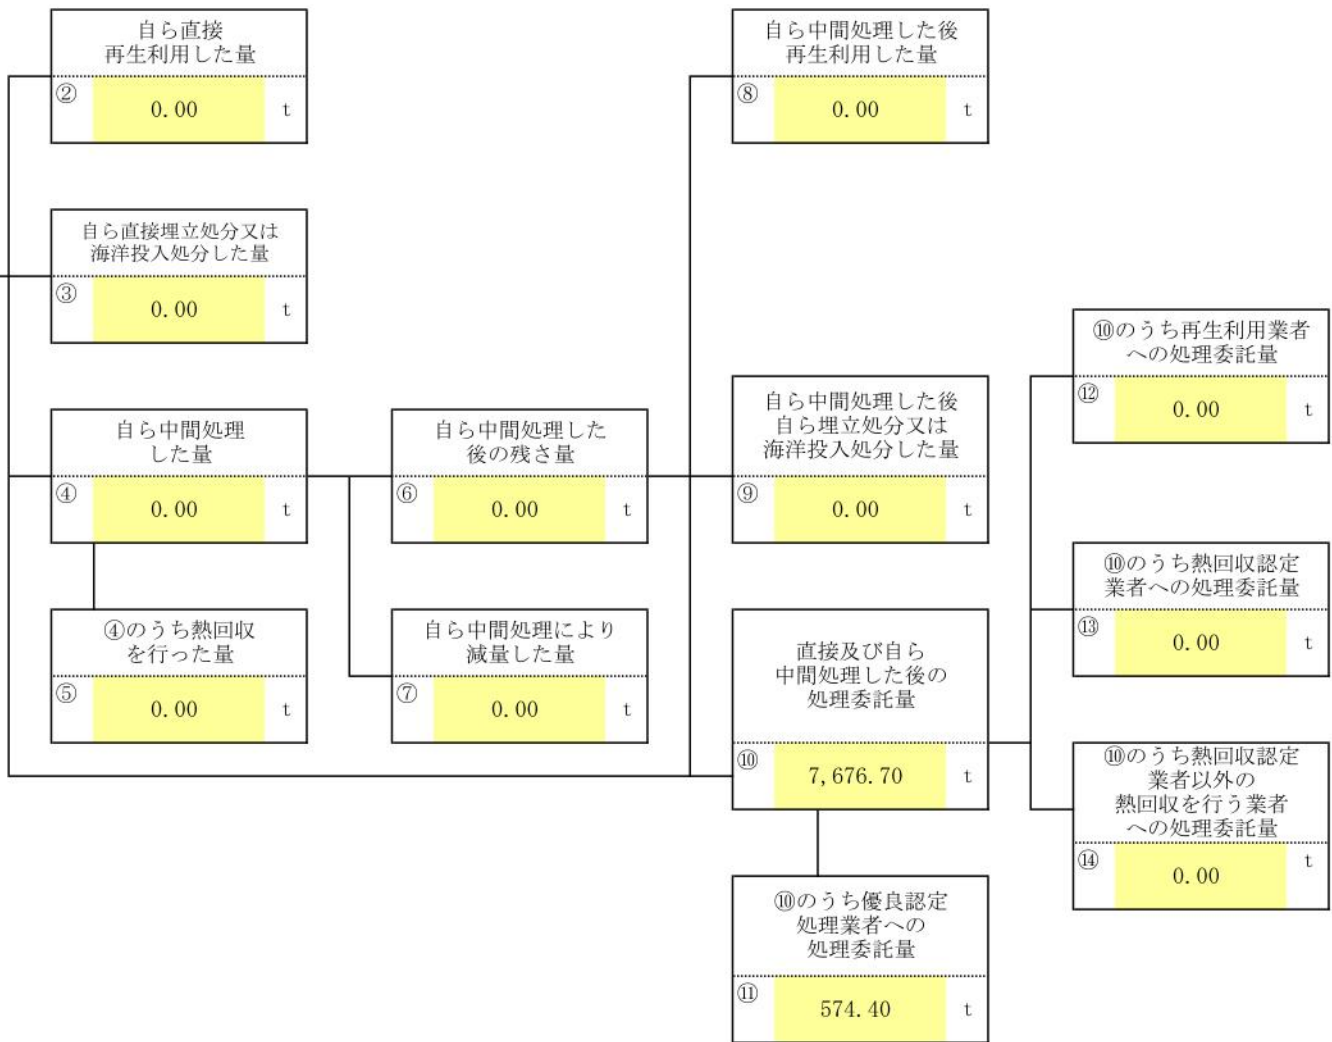 自ら直接
再生利用した量
② 0.00 t
自ら直接埋立処分又は
海洋投入処分した量
③ 0.00 t
自ら中間処理
した量
④ 0.00 t
④のうち熱回収
を行った量
⑤ 0.00 t
自ら中間処理した
後の残さ量
⑥ 0.00 t
自ら中間処理により
減量した量
⑦ 0.00 t
自ら中間処理した後
再生利用した量
⑧ 0.00 t
自ら中間処理した後
自ら埋立処分又は
海洋投入処分した量
⑨ 0.00 t
直接及び自ら
中間処理した後の
処理委託量
⑩ 7,676.70 t
⑩のうち優良認定
処理業者への
処理委託量
⑪ 574.40 t
⑩のうち再生利用業者
への処理委託量
⑫ 0.00 t
⑩のうち熱回収認定
業者への処理委託量
⑬ 0.00 t
⑩のうち熱回収認定
業者以外の
熱回収を行う業者
への処理委託量
⑭ 0.00 t